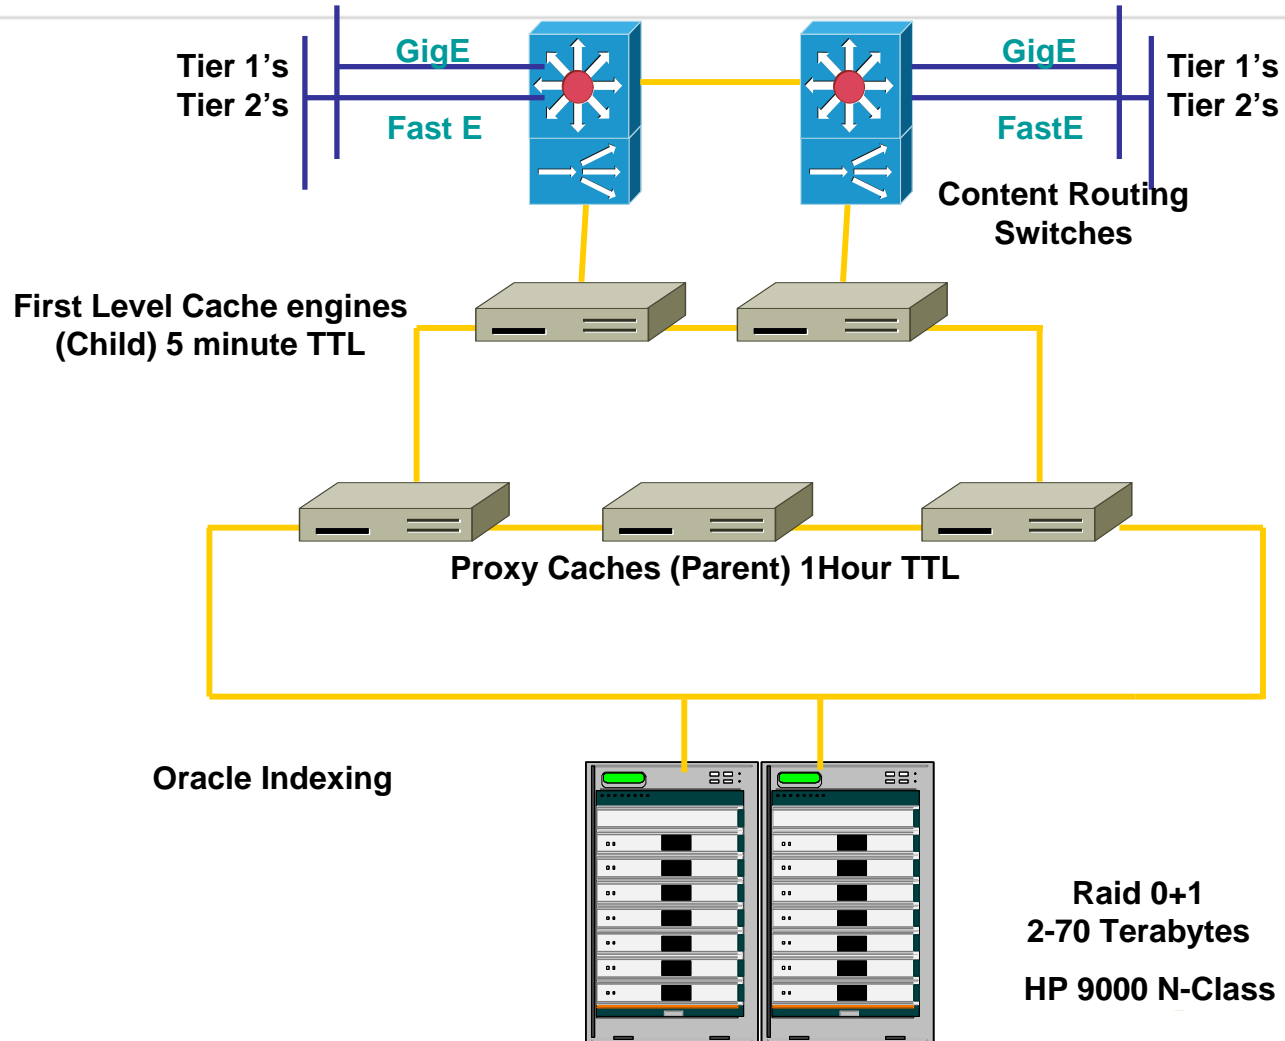 Tier 1's
Tier 2's
GigE
Fast E
GigE
FastE
Tier 1's
Tier 2's
Content Routing
Switches
First Level Cache engines
(Child) 5 minute TTL
Proxy Caches (Parent) 1Hour TTL
Oracle Indexing
Raid 0+1
2-70 Terabytes
HP 9000 N-Class